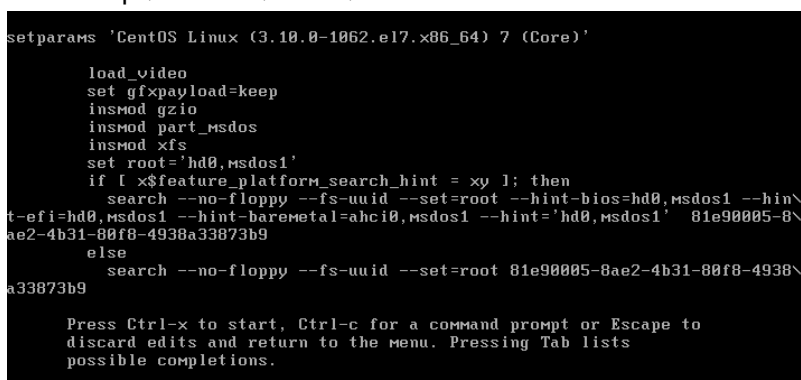 setparams 'CentOS Linux (3.10.0-1062.el7.x86_64) 7 (Core)'
load_video
set gfxpayload=keep
insmod gzio
insmod part_msdos
insmod xfs
set root='hd0,msdos1'
if [ x$feature_platform_search_hint = xy ]; then
search --no-floppy --fs-uuid --set=root --hint-bios=hd0,msdos1 --hin\
t-efi=hd0,msdos1 --hint-baremetal=ahci0,msdos1 --hint='hd0,msdos1'  81e90005-8\
ae2-4b31-80f8-4938a33873b9
else
search --no-floppy --fs-uuid --set=root 81e90005-8ae2-4b31-80f8-4938\
a33873b9
Press Ctrl-x to start, Ctrl-c for a command prompt or Escape to
discard edits and return to the menu. Pressing Tab lists
possible completions.